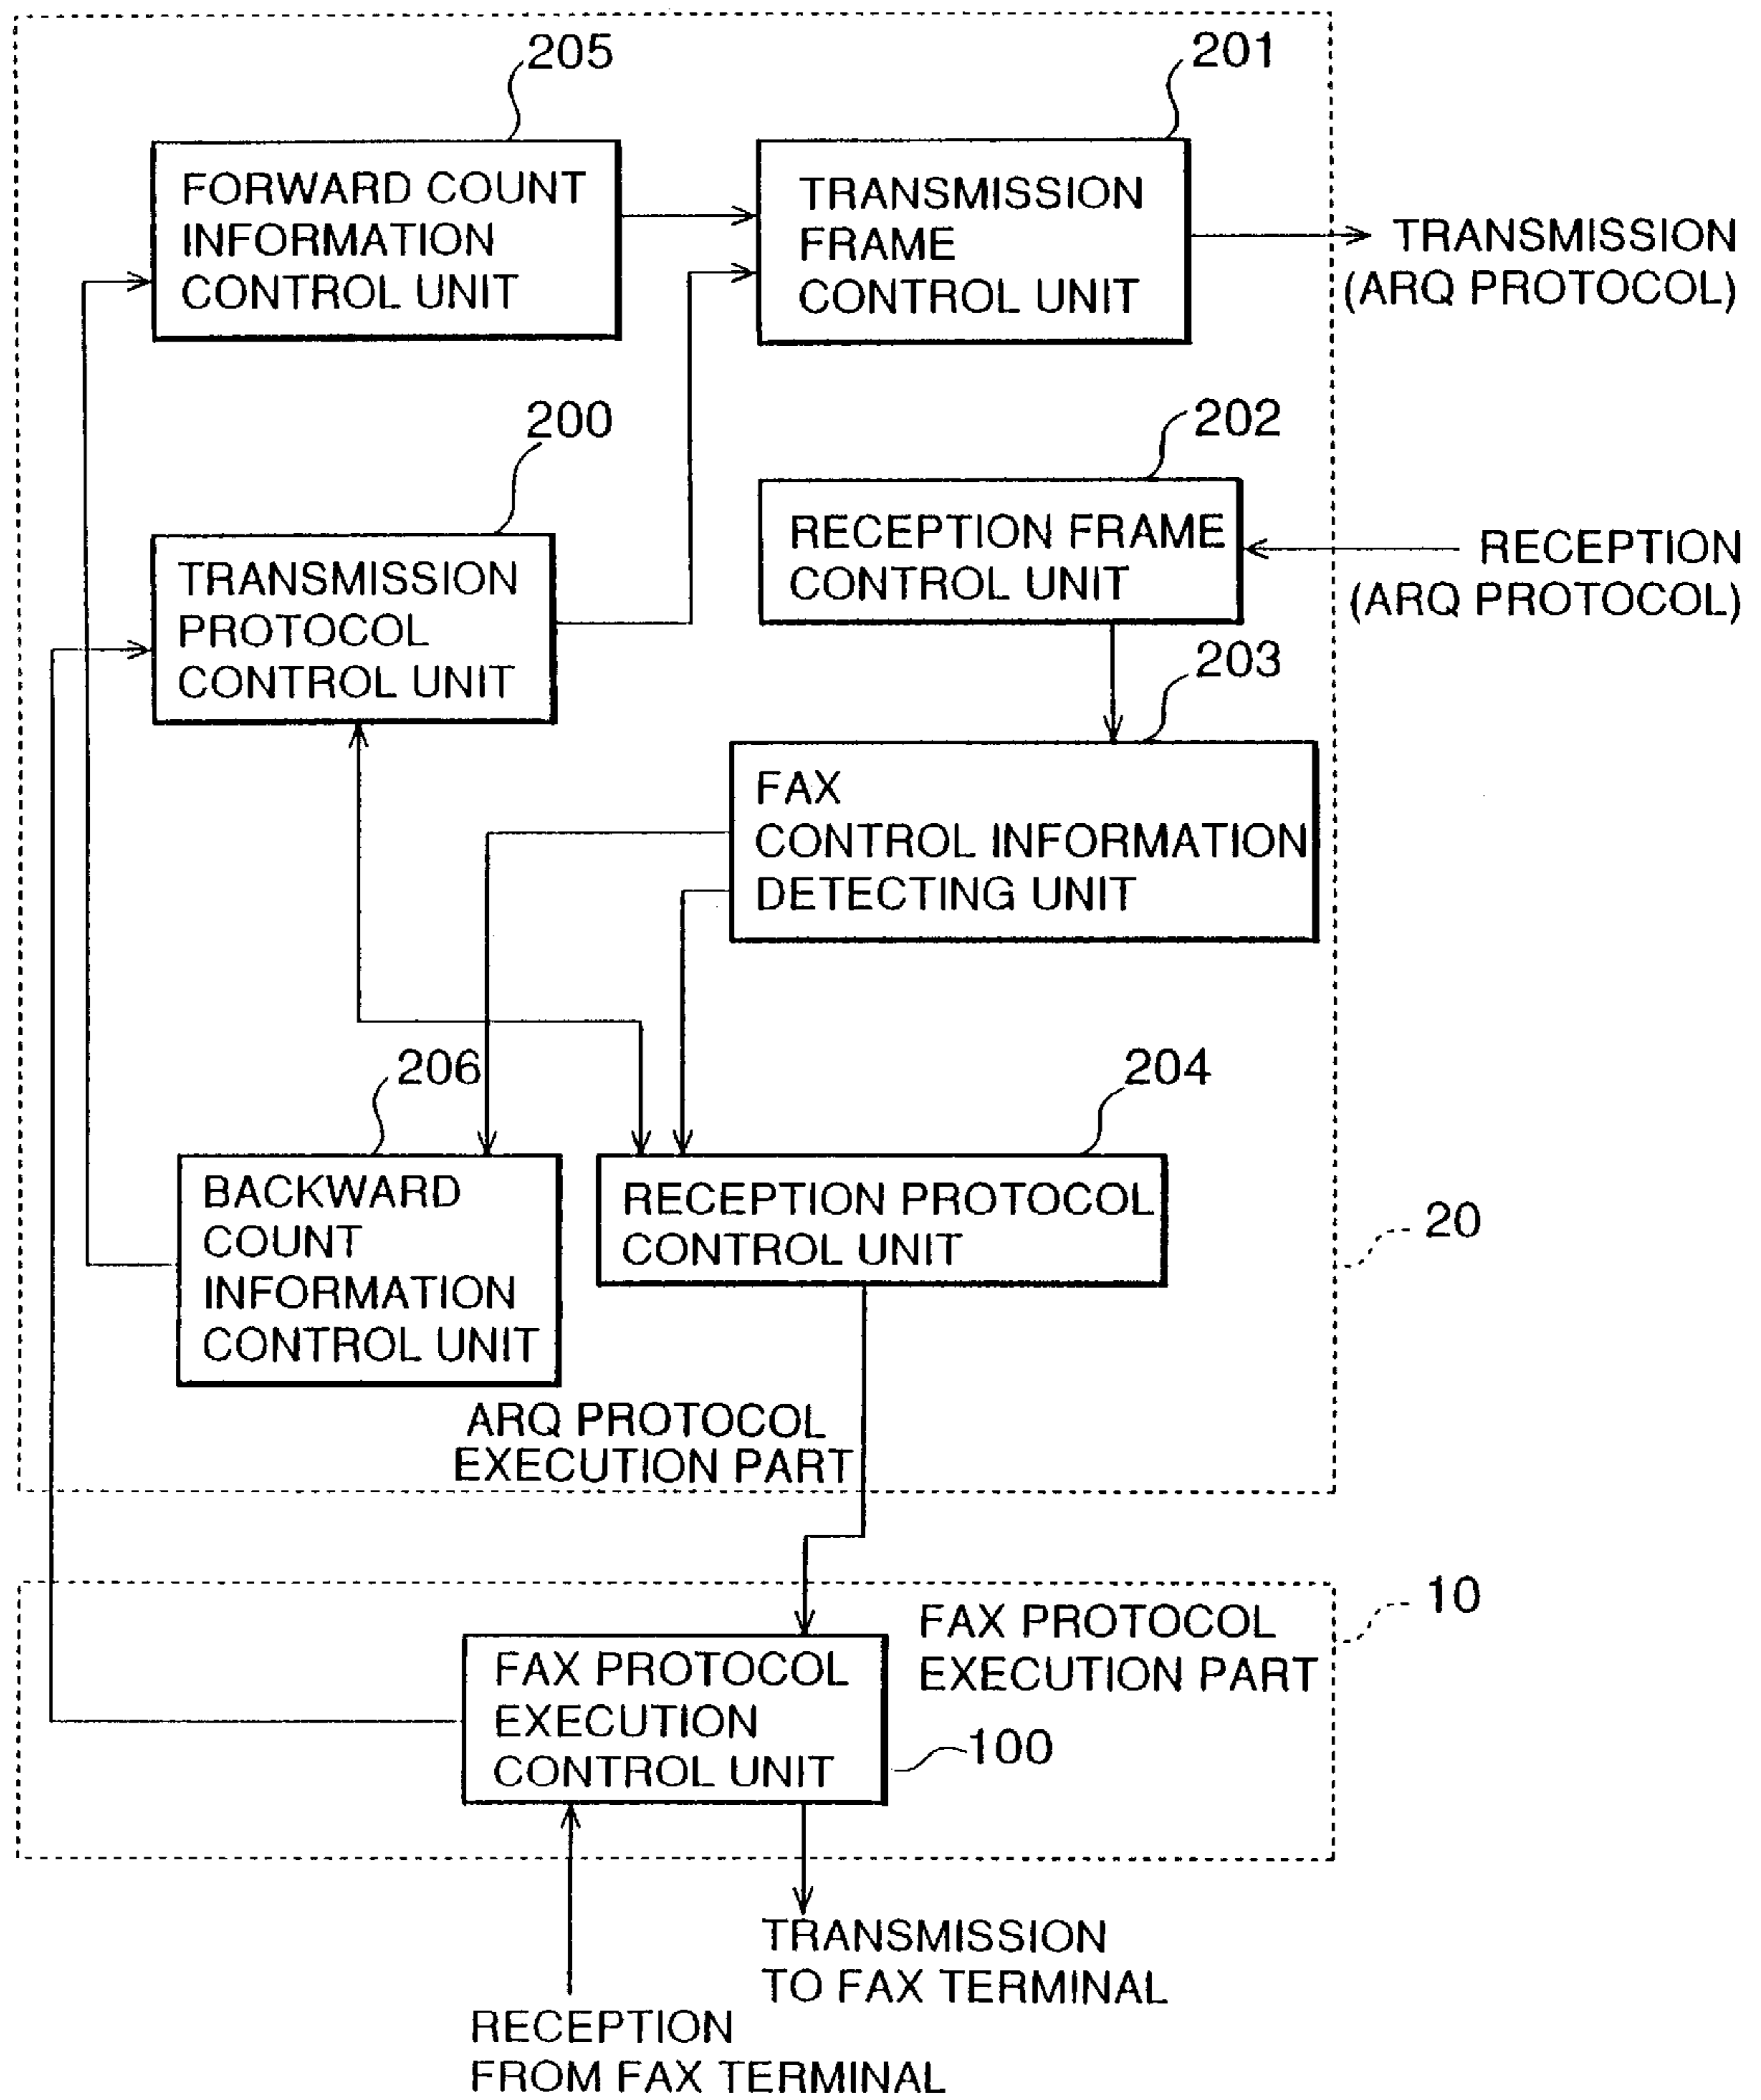 205
201
FORWARD COUNT
INFORMATION
CONTROL UNIT
TRANSMISSION
FRAME
CONTROL UNIT
TRANSMISSION
(ARQ PROTOCOL)
200
202
TRANSMISSION
PROTOCOL
CONTROL UNIT
RECEPTION FRAME
CONTROL UNIT
RECEPTION
(ARQ PROTOCOL)
203
FAX
CONTROL INFORMATION
DETECTING UNIT
206
204
BACKWARD
COUNT
INFORMATION
CONTROL UNIT
RECEPTION PROTOCOL
CONTROL UNIT
20
ARQ PROTOCOL
EXECUTION PART
10
FAX PROTOCOL
EXECUTION PART
FAX PROTOCOL
EXECUTION
CONTROL UNIT
100
TRANSMISSION
TO FAX TERMINAL
RECEPTION
FROM FAX TERMINAL